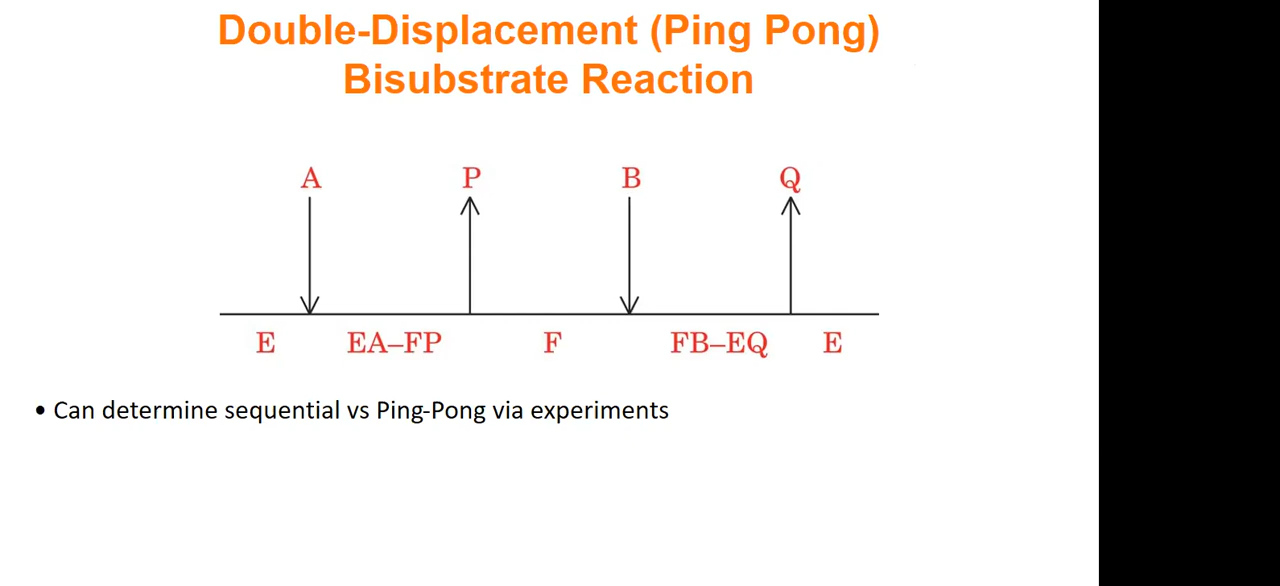 Double-Displacement (Ping Pong)
Bisubstrate Reaction
A P B Q
E EA–FP F FB–EQ E
• Can determine sequential vs Ping-Pong via experiments